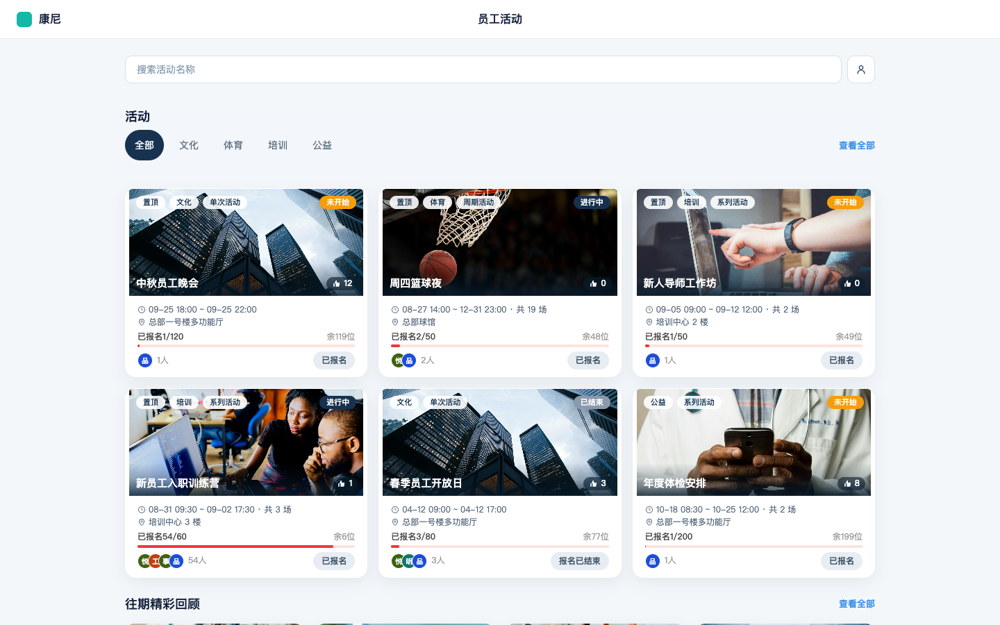 康尼
员工活动
搜索活动名称
活动
全部 文化 体育 培训 公益 查看全部
置顶 文化 单次活动 未开始
中秋员工晚会 12
09-25 18:00 ~ 09-25 22:00
总部一号楼多功能厅
已报名1/120 余119位
品 1人 已报名
置顶 体育 周期活动 进行中
周四篮球夜 0
08-27 14:00 ~ 12-31 23:00 · 共 19 场
总部球馆
已报名2/50 余48位
悦 品 2人 已报名
置顶 培训 系列活动 未开始
新人导师工作坊 0
09-05 09:00 ~ 09-12 12:00 · 共 2 场
培训中心 2 楼
已报名1/50 余49位
品 1人 已报名
置顶 培训 系列活动 进行中
新员工入职训练营 1
08-31 09:30 ~ 09-02 17:30 · 共 3 场
培训中心 3 楼
已报名54/60 余6位
悦 工 事 品 54人 已报名
文化 单次活动 已结束
春季员工开放日 3
04-12 09:00 ~ 04-12 17:00
总部一号楼多功能厅
已报名3/80 余77位
悦 明 品 3人 报名已结束
公益 系列活动 未开始
年度体检安排 8
10-18 08:30 ~ 10-25 12:00 · 共 2 场
总部一号楼多功能厅
已报名1/200 余199位
品 1人 已报名
往期精彩回顾 查看全部